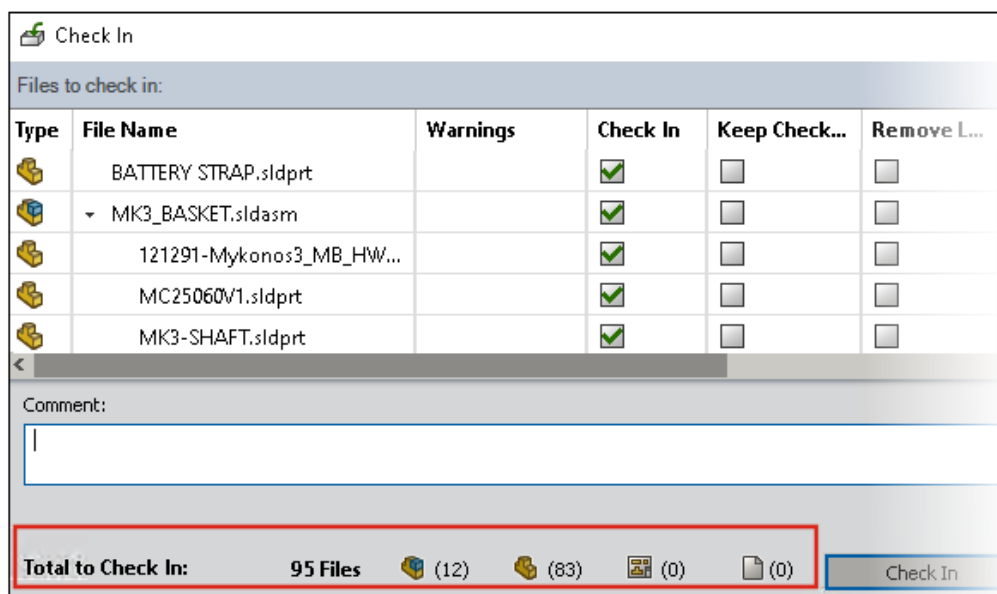 Check In
Files to check in:
Type File Name Warnings Check In Keep Check... Remove L...
BATTERY STRAP.sldprt
MK3_BASKET.sldasm
121291-Mykonos3_MB_HW...
MC25060V1.sldprt
MK3-SHAFT.sldprt
Comment:
Total to Check In: 95 Files (12) (83) (0) (0) Check In